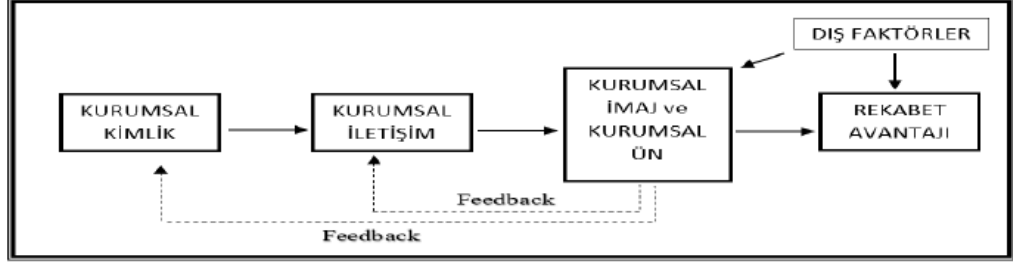 DIŞ FAKTÖRLER
KURUMSAL
KİMLİK
KURUMSAL
İLETİŞİM
KURUMSAL
İMAJ ve
KURUMSAL
ÜN
REKABET
AVANTAJI
Feedback
Feedback